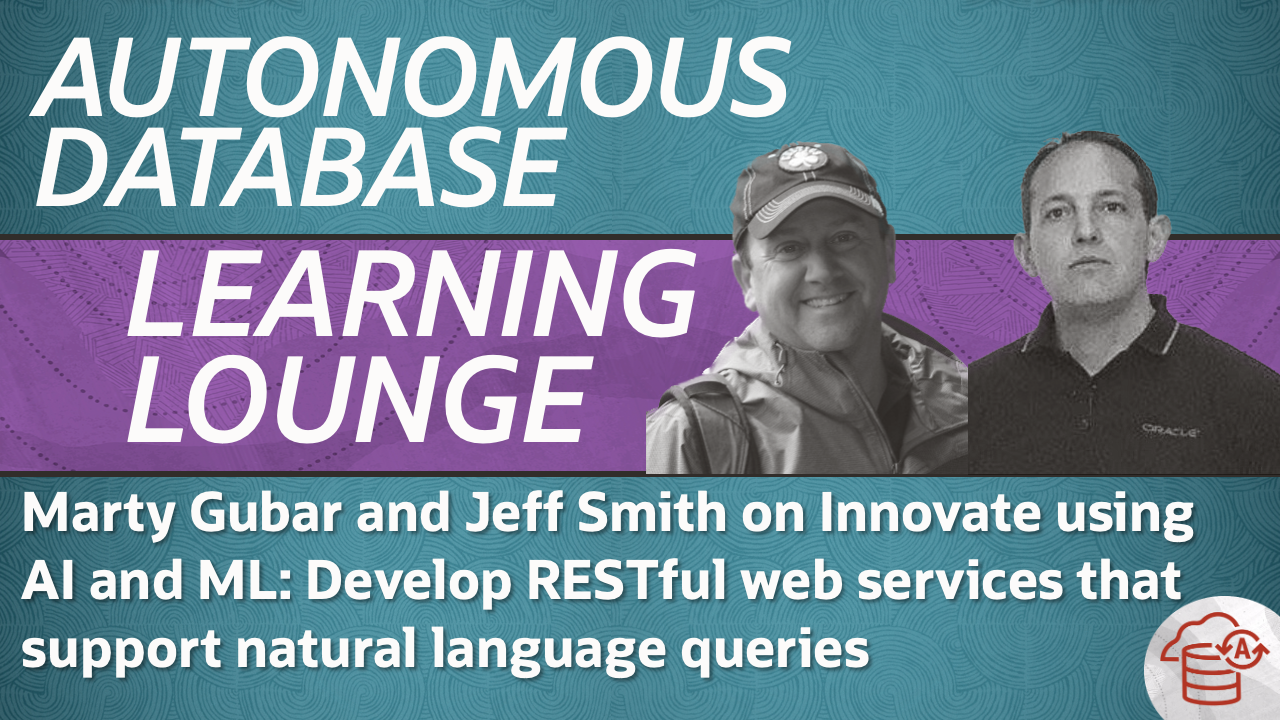 AUTONOMOUS
DATABASE
LEARNING
LOUNGE
ORACLE
Marty Gubar and Jeff Smith on Innovate using
AI and ML: Develop RESTful web services that
support natural language queries
A